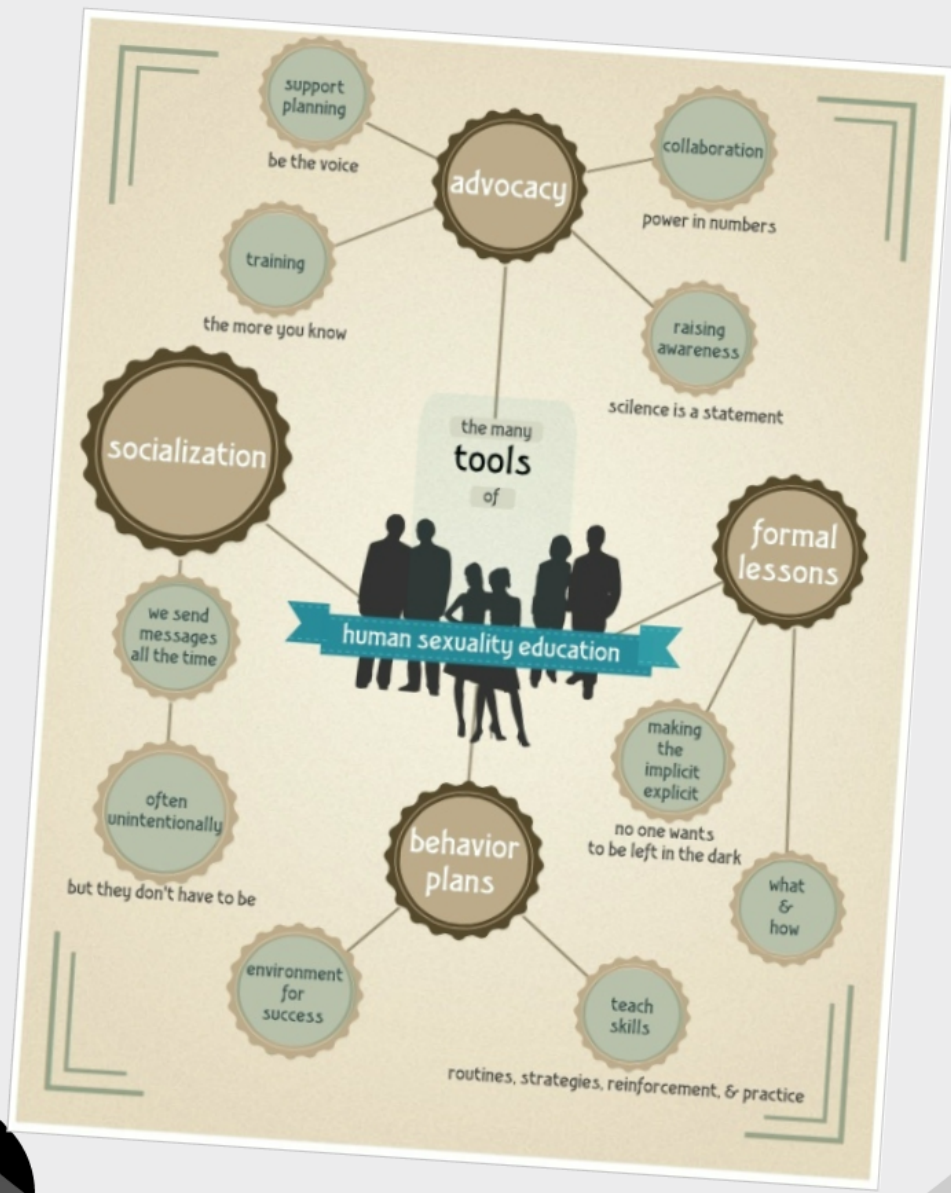 support
planning
be the voice
advocacy
collaboration
power in numbers
training
the more you know
raising
awareness
scilence is a statement
socialization
the many
tools
of
formal
lessons
we send
messages
all the time
human sexuality education
making
the
implicit
explicit
no one wants
to be left in the dark
often
unintentionally
but they don't have to be
behavior
plans
what
&
how
environment
for
success
teach
skills
routines, strategies, reinforcement, & practice